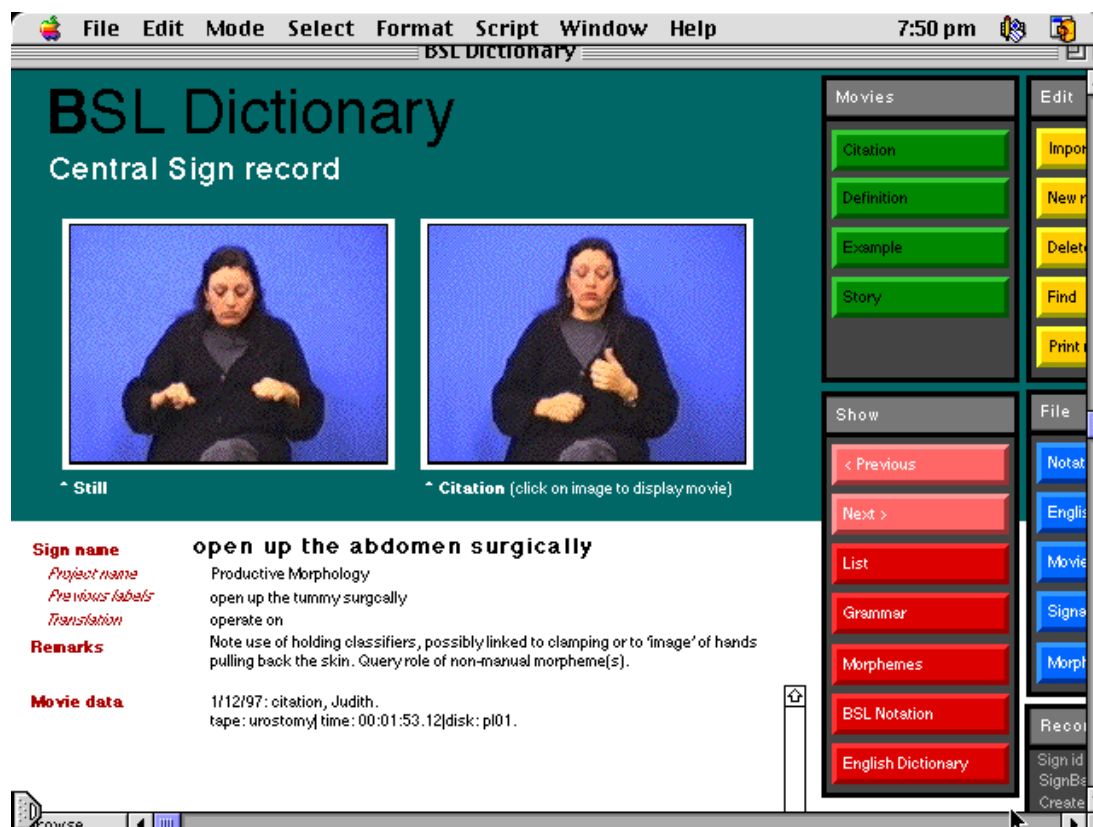 File Edit Mode Select Format Script Window Help 7:50 pm
BSL Dictionary
BSL Dictionary
Central Sign record
^ Still
^ Citation (click on image to display movie)
Sign name open up the abdomen surgically
Project name Productive Morphology
Previous labels open up the tummy surgcally
Translation operate on
Remarks Note use of holding classifiers, possibly linked to clamping or to 'image' of hands
pulling back the skin. Query role of non-manual morpheme(s).
Movie data 1/12/97: citation, Judith.
tape: urostomy| time: 00:01:53.12|disk: pl01.
Movies
Citation
Definition
Example
Story
Show
< Previous
Next >
List
Grammar
Morphemes
BSL Notation
English Dictionary
Edit
Impor
New r
Delet
Find
Print
File
Notat
Englis
Movie
Signe
Morph
Recor
Sign id
SignBa
Create